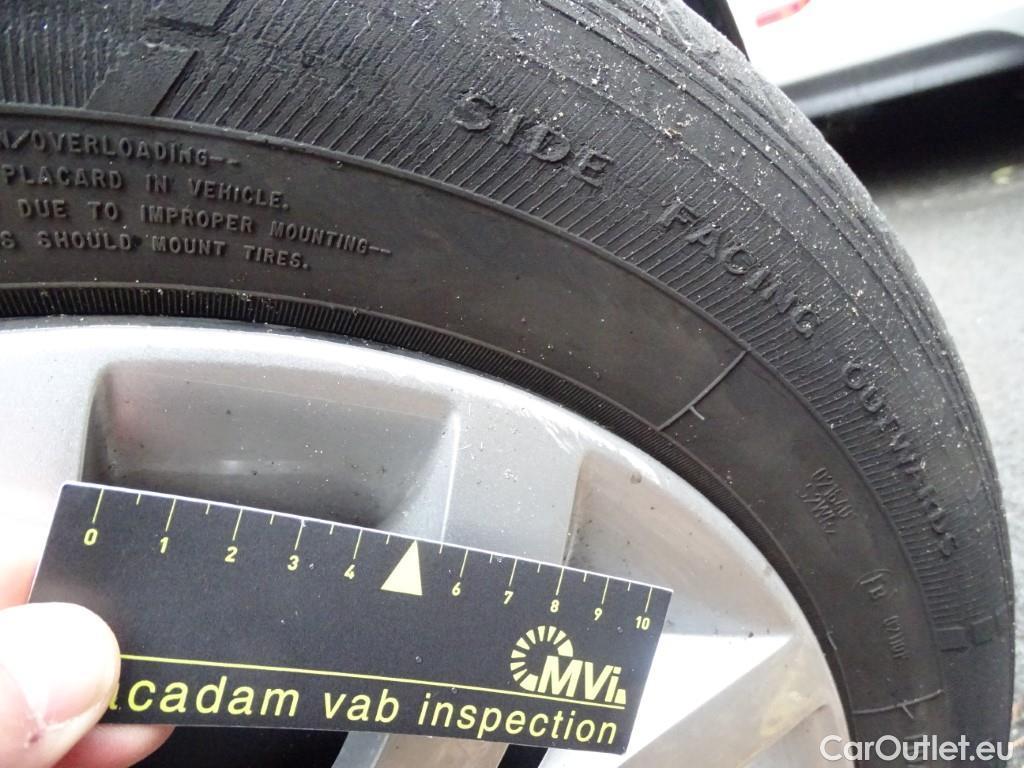 SIDE FACING OUTWARDS
N/OVERLOADING--
PLACARD IN VEHICLE.
DUE TO IMPROPER MOUNTING--
S SHOULD MOUNT TIRES.
0 1 2 3 4 6 7 8 9 10
MVi
cadam vab inspection
CarOutlet.eu